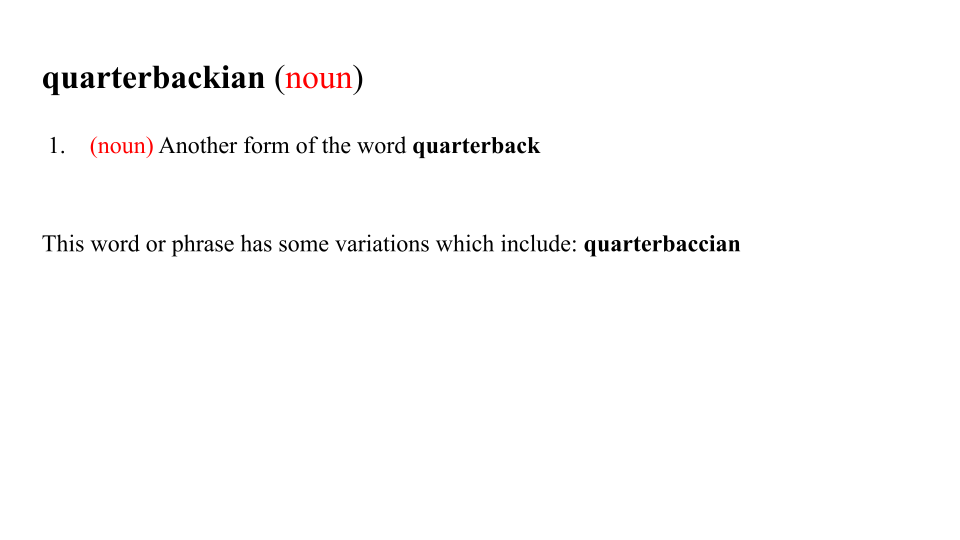 quarterbackian (noun)
1. (noun) Another form of the word quarterback
This word or phrase has some variations which include: quarterbaccian